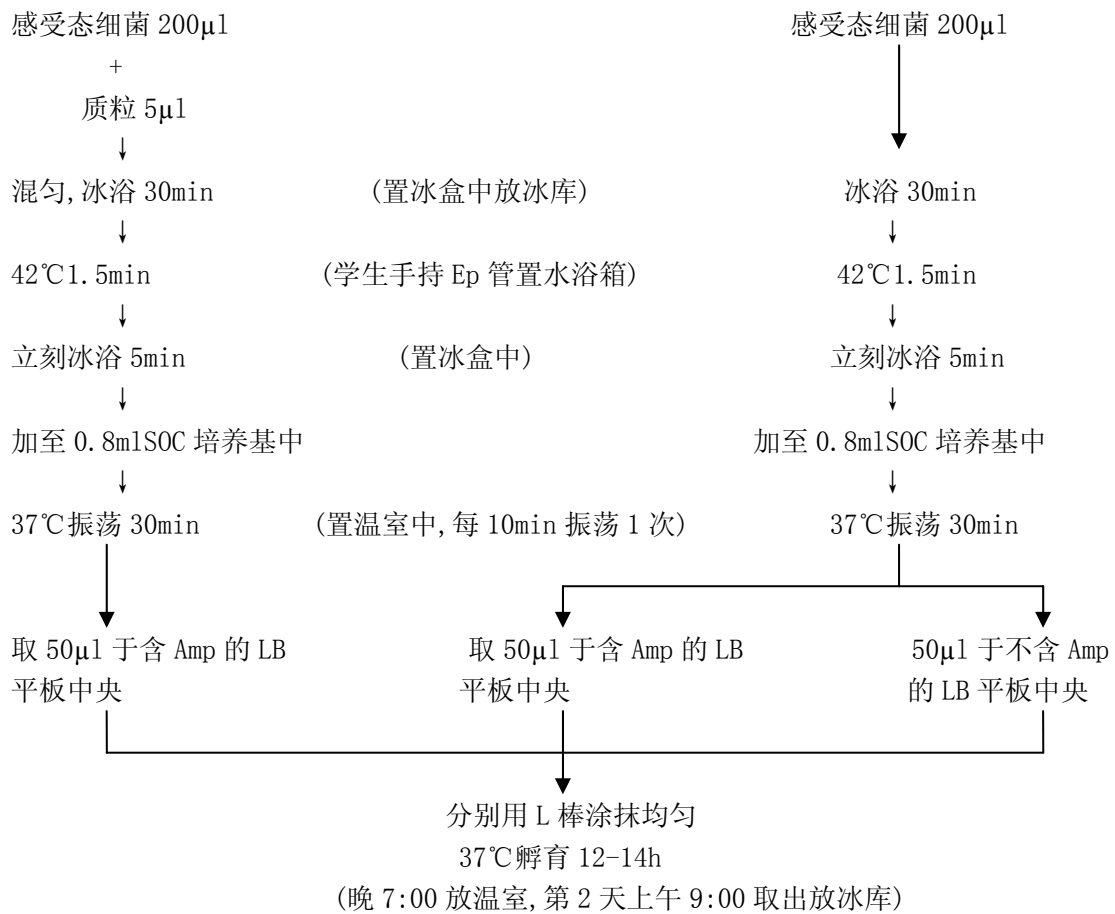 感受态细菌 200μl 感受态细菌 200μl
+
质粒 5μl
↓
混匀,冰浴 30min (置冰盒中放冰库) 冰浴 30min
↓ ↓
42℃1.5min (学生手持 Ep 管置水浴箱) 42℃1.5min
↓ ↓
立刻冰浴 5min (置冰盒中) 立刻冰浴 5min
↓ ↓
加至 0.8mlSOC 培养基中 加至 0.8mlSOC 培养基中
↓ ↓
37℃振荡 30min (置温室中,每 10min 振荡 1 次) 37℃振荡 30min
取 50μl 于含 Amp 的 LB 取 50μl 于含 Amp 的 LB 50μl 于不含 Amp
平板中央 平板中央 的 LB 平板中央
分别用 L 棒涂抹均匀
37℃孵育 12-14h
(晚 7:00 放温室,第 2 天上午 9:00 取出放冰库)